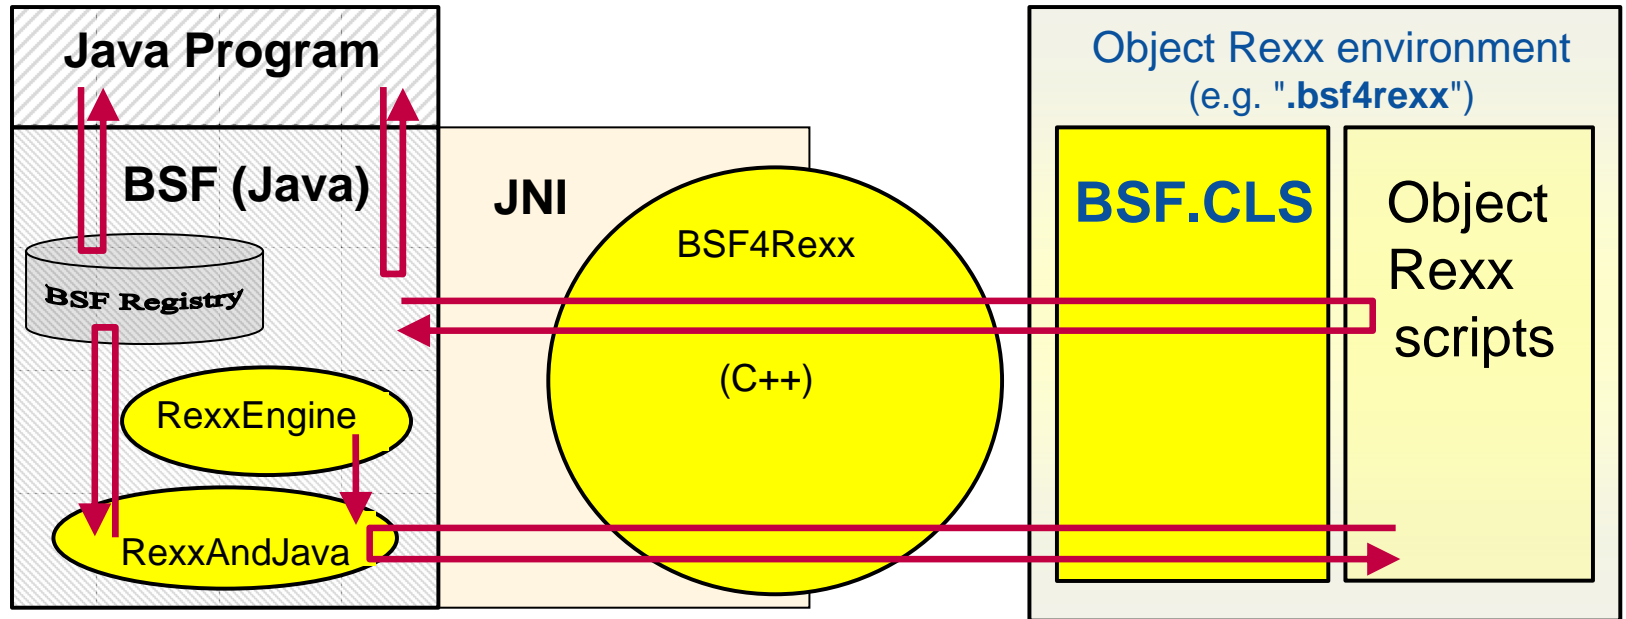 Java Program
BSF (Java)
BSF Registry
RexxEngine
RexxAndJava
JNI
BSF4Rexx
(C++)
Object Rexx environment
(e.g. ".bsf4rexx")
BSF.CLS
Object
Rexx
scripts